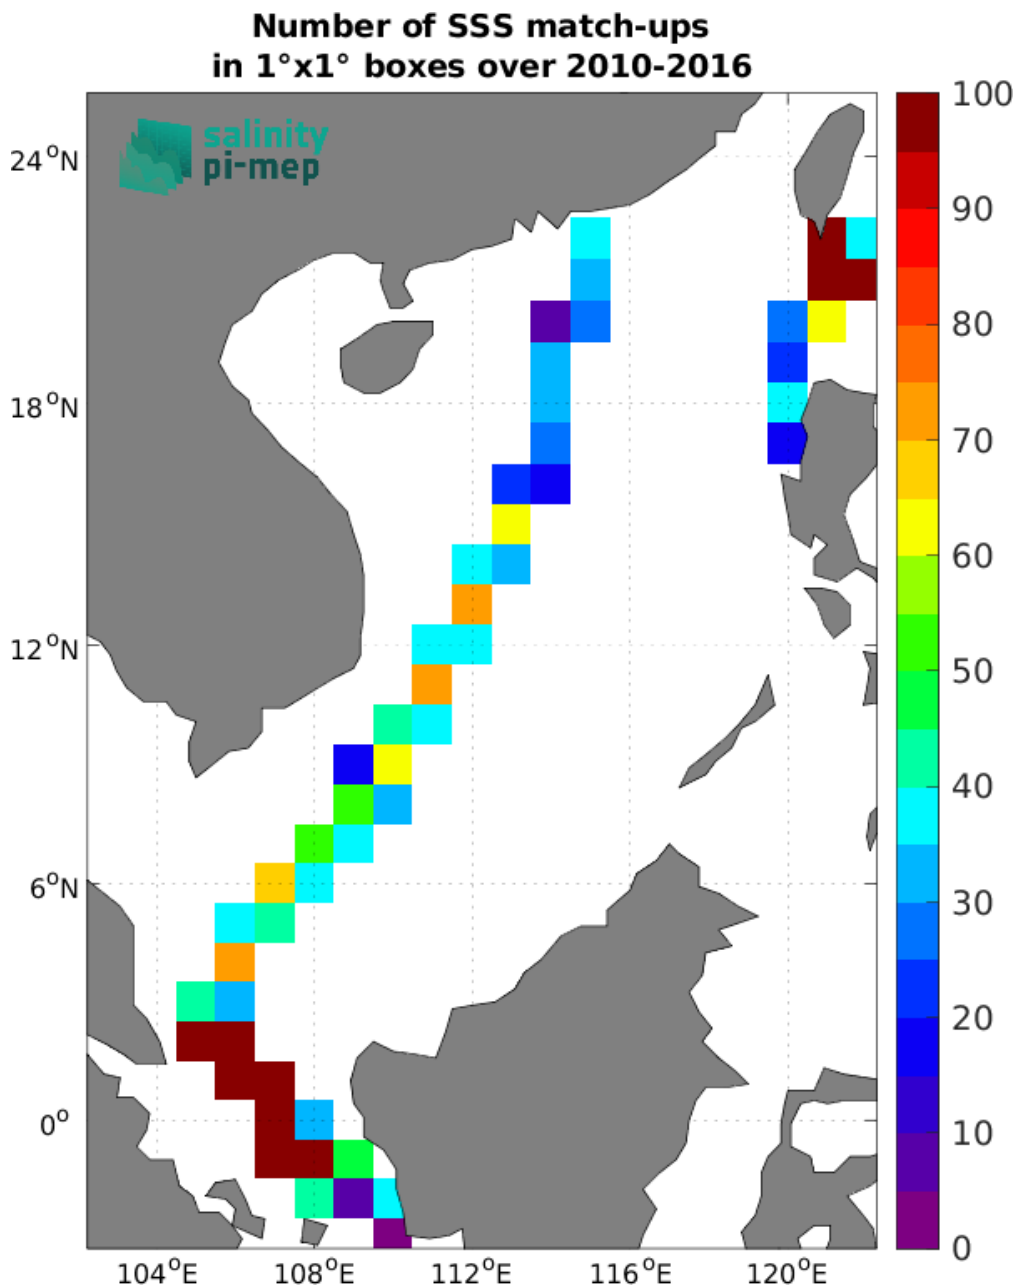 Number of SSS match-ups
in 1°x1° boxes over 2010-2016
salinity
pi-mep
24°N
18°N
12°N
6°N
0°
104°E 108°E 112°E 116°E 120°E
100
90
80
70
60
50
40
30
20
10
0